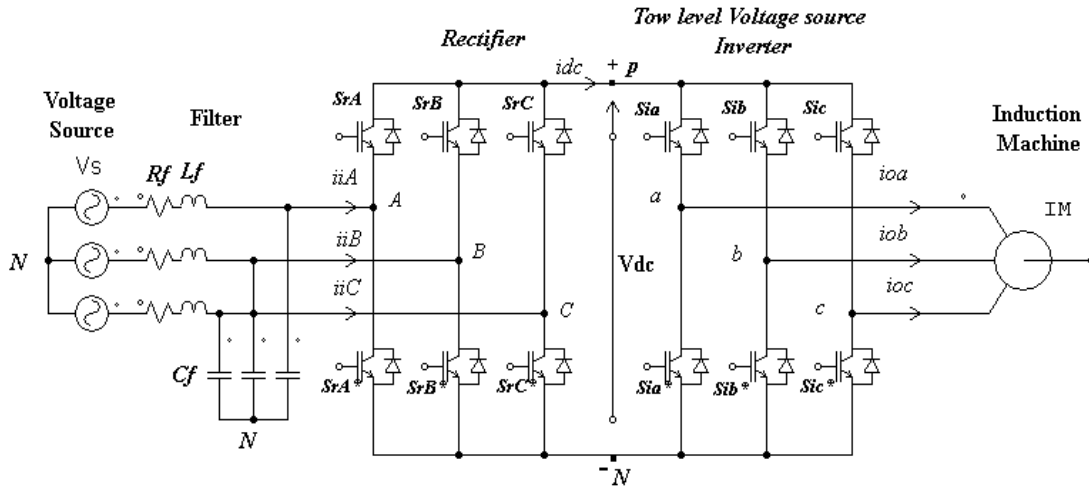 Tow level Voltage source
Inverter
Rectifier
idc
+ p
Voltage
Source
Filter
SrA
SrB
SrC
Sia
Sib
Sic
Induction
Machine
Vs
Rf
Lf
iiA
A
a
ioa
IM
N
iiB
B
Vdc
b
iob
iiC
C
c
ioc
Cf
SrA*
SrB*
SrC*
Sia*
Sib*
Sic*
N
- N